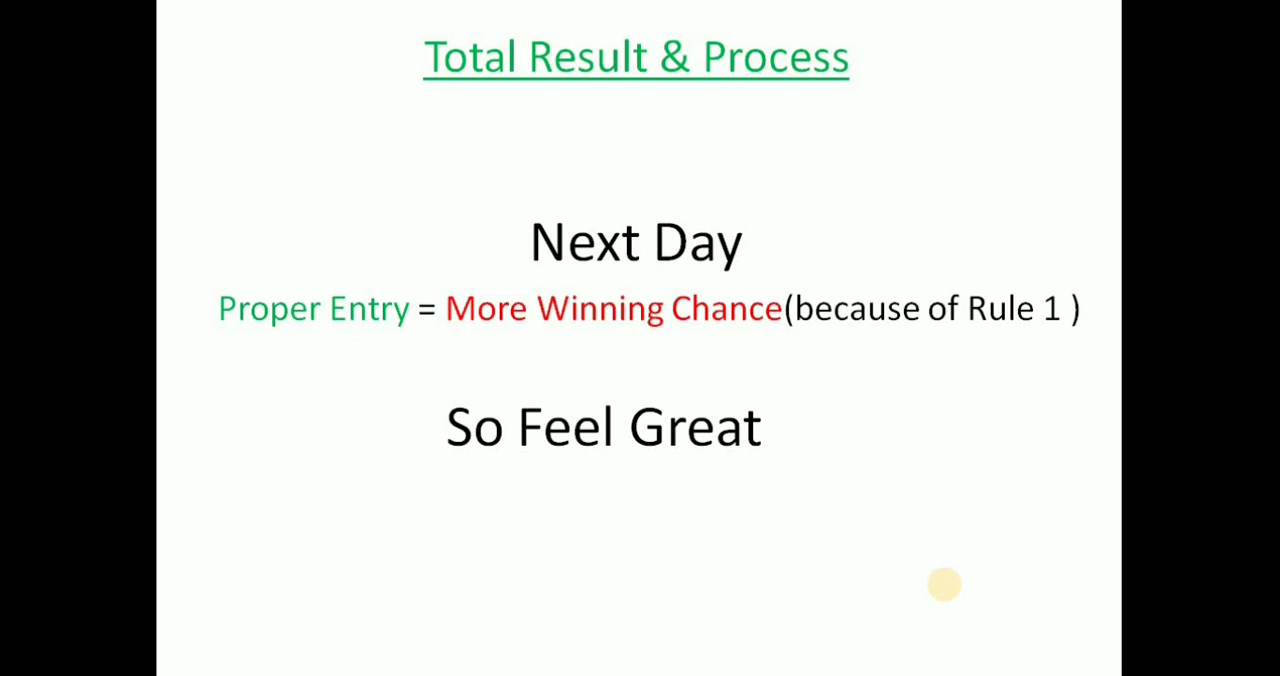 Total Result & Process
Next Day
Proper Entry = More Winning Chance(because of Rule 1 )
So Feel Great